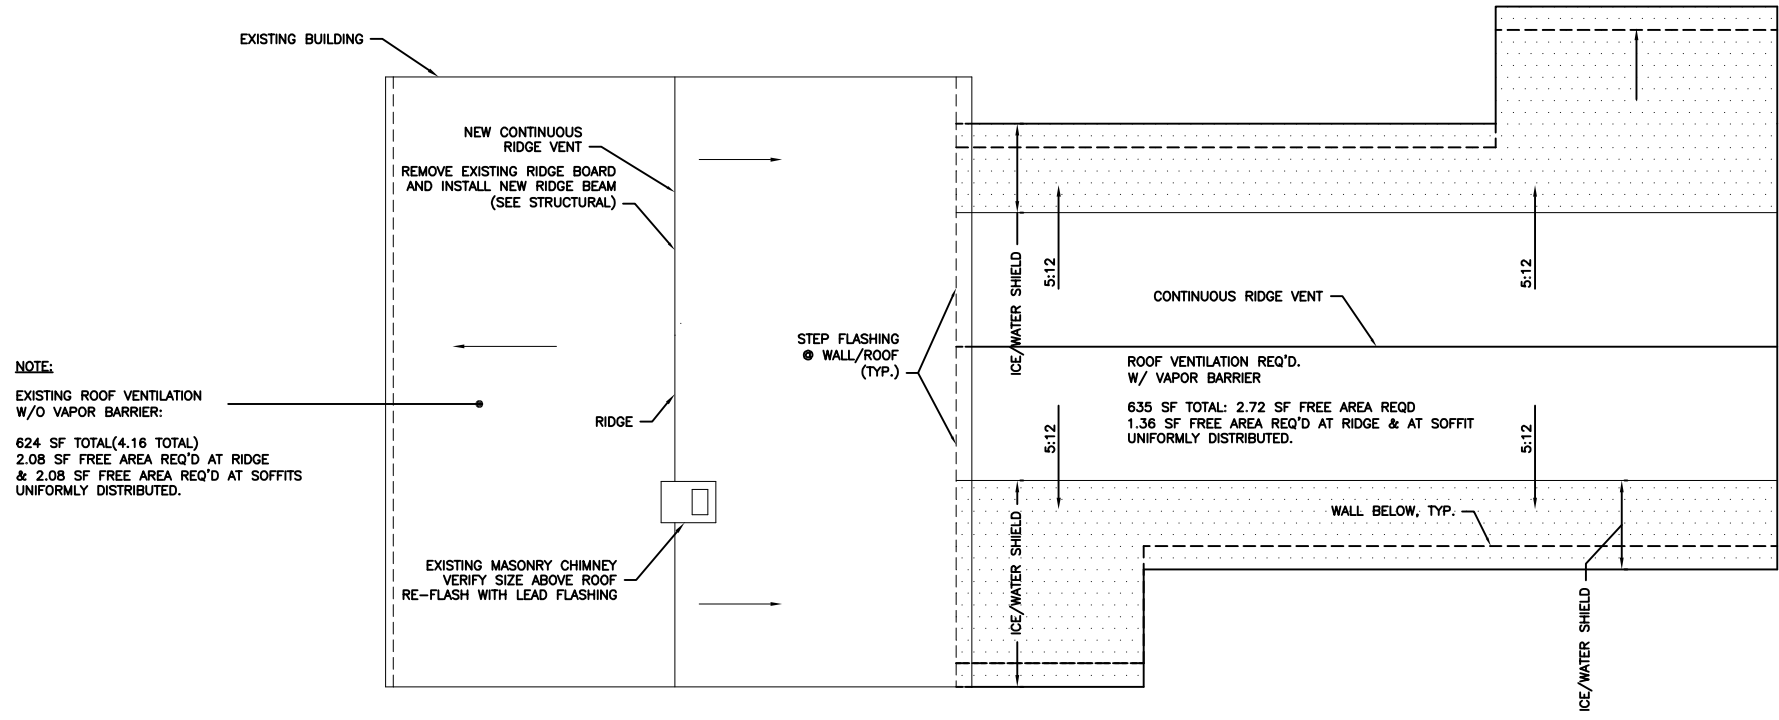 EXISTING BUILDING
NEW CONTINUOUS
RIDGE VENT
REMOVE EXISTING RIDGE BOARD
AND INSTALL NEW RIDGE BEAM
(SEE STRUCTURAL)
NOTE:
EXISTING ROOF VENTILATION
W/O VAPOR BARRIER:
624 SF TOTAL(4.16 TOTAL)
2.08 SF FREE AREA REQ'D AT RIDGE
& 2.08 SF FREE AREA REQ'D AT SOFFITS
UNIFORMLY DISTRIBUTED.
RIDGE
EXISTING MASONRY CHIMNEY
VERIFY SIZE ABOVE ROOF
RE-FLASH WITH LEAD FLASHING
STEP FLASHING
@ WALL/ROOF
(TYP.)
ICE/WATER SHIELD
5:12
5:12
CONTINUOUS RIDGE VENT
ROOF VENTILATION REQ'D.
W/ VAPOR BARRIER
635 SF TOTAL: 2.72 SF FREE AREA REQD
1.36 SF FREE AREA REQ'D AT RIDGE & AT SOFFIT
UNIFORMLY DISTRIBUTED.
5:12
5:12
WALL BELOW, TYP.
ICE/WATER SHIELD
ICE/WATER SHIELD